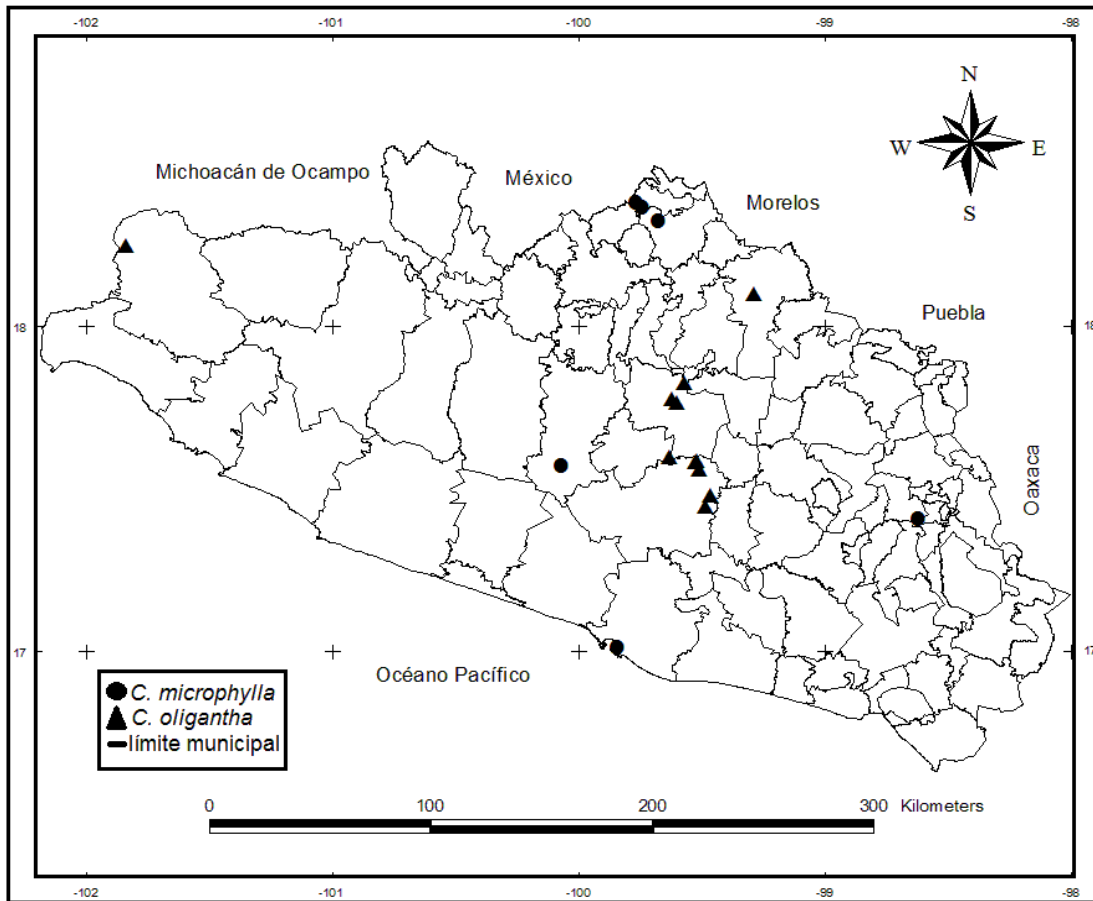 -102 -101 -100 -99 -98
N
W E
S
Michoacán de Ocampo
México
Morelos
Puebla
18 18
Oaxaca
17 17
Océano Pacífico
C. microphylla
C. oligantha
límite municipal
0 100 200 300 Kilometers
-102 -101 -100 -99 -98